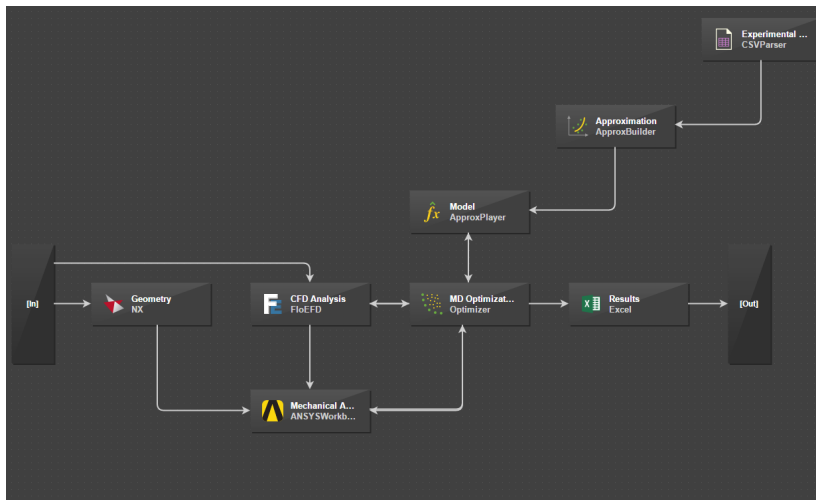 Experimental ...
CSVParser
Approximation
ApproxBuilder
fx
Model
ApproxPlayer
[In]
Geometry
NX
CFD Analysis
FloEFD
MD Optimizat...
Optimizer
Results
Excel
[Out]
Mechanical A...
ANSYSWorkb...